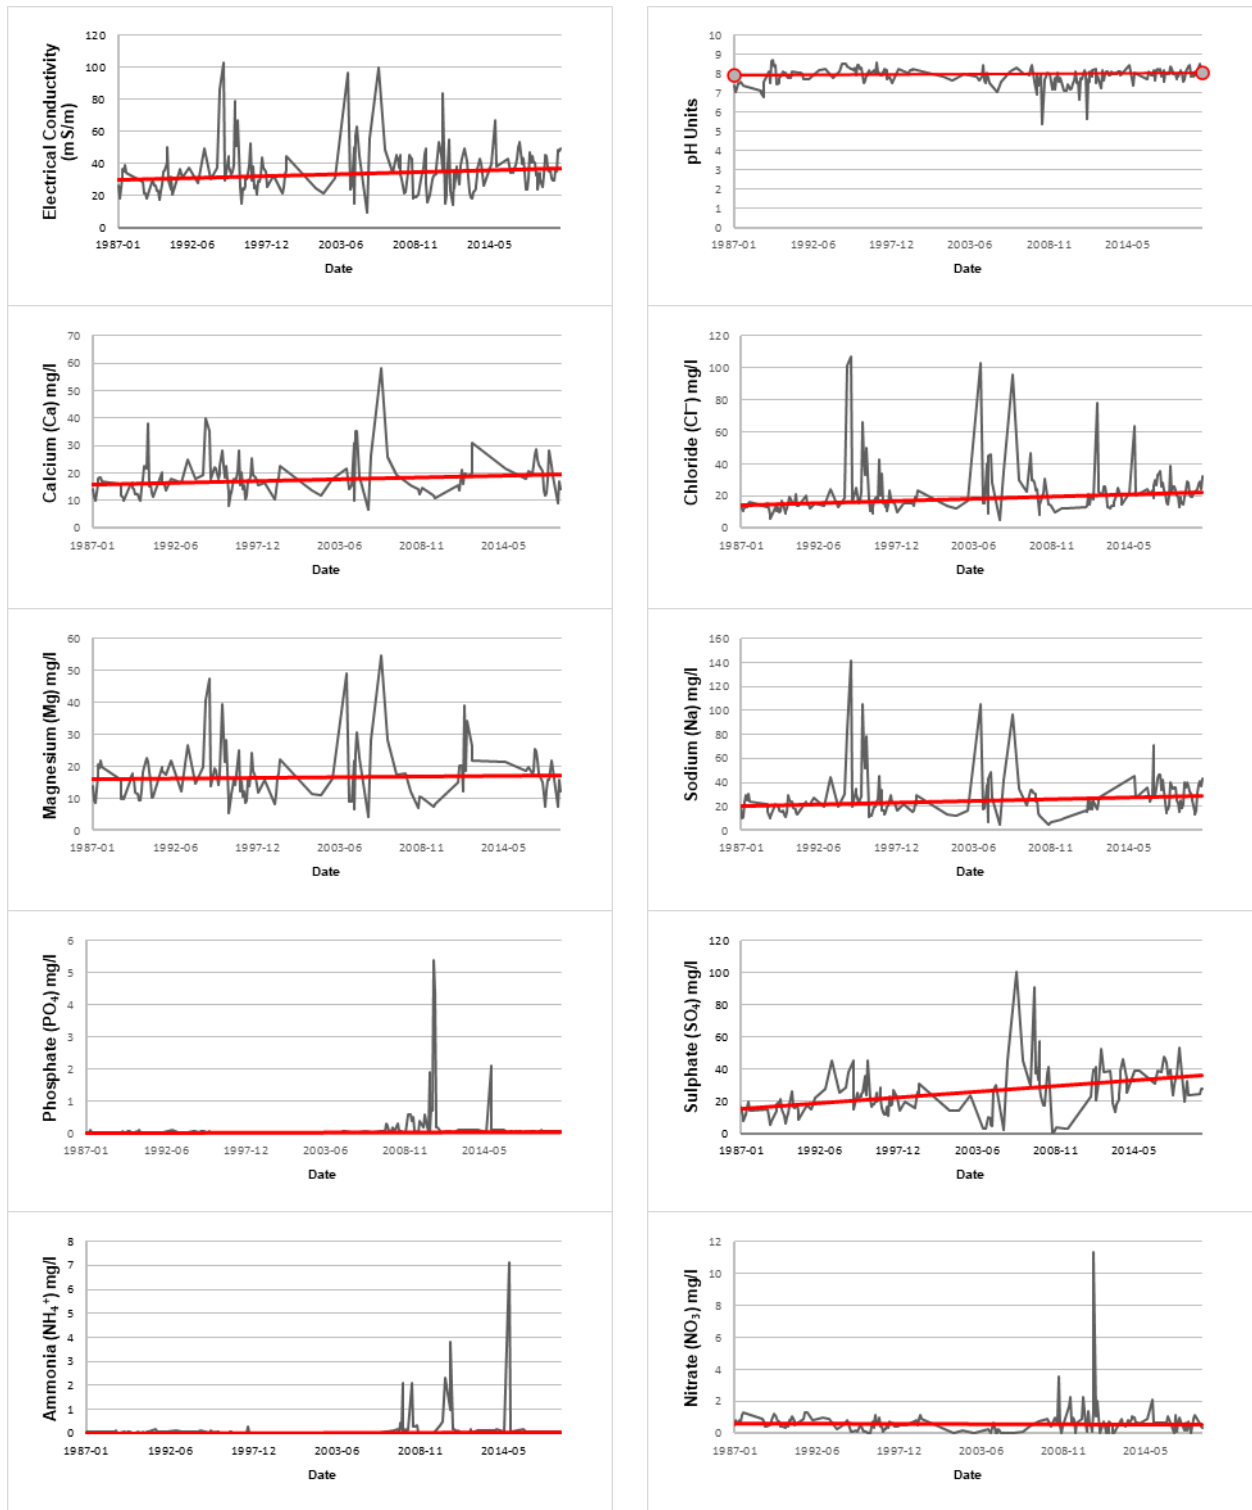 Electrical Conductivity
(mS/m)
120
100
80
60
40
20
0
1987-01 1992-06 1997-12 2003-06 2008-11 2014-05
Date
pH Units
10
9
8
7
6
5
4
3
2
1
0
1987-01 1992-06 1997-12 2003-06 2008-11 2014-05
Date
Calcium (Ca) mg/l
70
60
50
40
30
20
10
0
1987-01 1992-06 1997-12 2003-06 2008-11 2014-05
Date
Chloride (Cl⁻) mg/l
120
100
80
60
40
20
0
1987-01 1992-06 1997-12 2003-06 2008-11 2014-05
Date
Magnesium (Mg) mg/l
60
50
40
30
20
10
0
1987-01 1992-06 1997-12 2003-06 2008-11 2014-05
Date
Sodium (Na) mg/l
160
140
120
100
80
60
40
20
0
1987-01 1992-06 1997-12 2003-06 2008-11 2014-05
Date
Phosphate (PO₄) mg/l
6
5
4
3
2
1
0
1987-01 1992-06 1997-12 2003-06 2008-11 2014-05
Date
Sulphate (SO₄) mg/l
120
100
80
60
40
20
0
1987-01 1992-06 1997-12 2003-06 2008-11 2014-05
Date
Ammonia (NH₄⁺) mg/l
8
7
6
5
4
3
2
1
0
1987-01 1992-06 1997-12 2003-06 2008-11 2014-05
Date
Nitrate (NO₃) mg/l
12
10
8
6
4
2
0
1987-01 1992-06 1997-12 2003-06 2008-11 2014-05
Date